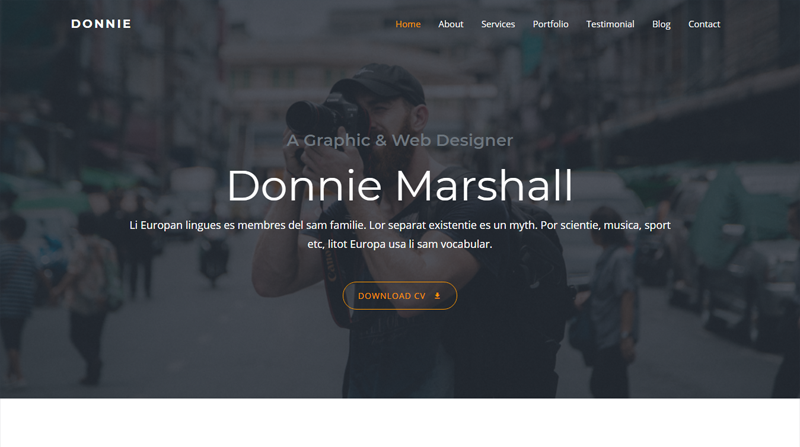 DONNIE
Home About Services Portfolio Testimonial Blog Contact
A Graphic & Web Designer
Donnie Marshall
Li Europan lingues es membres del sam familie. Lor separat existentie es un myth. Por scientie, musica, sport
etc, litot Europa usa li sam vocabular.
DOWNLOAD CV